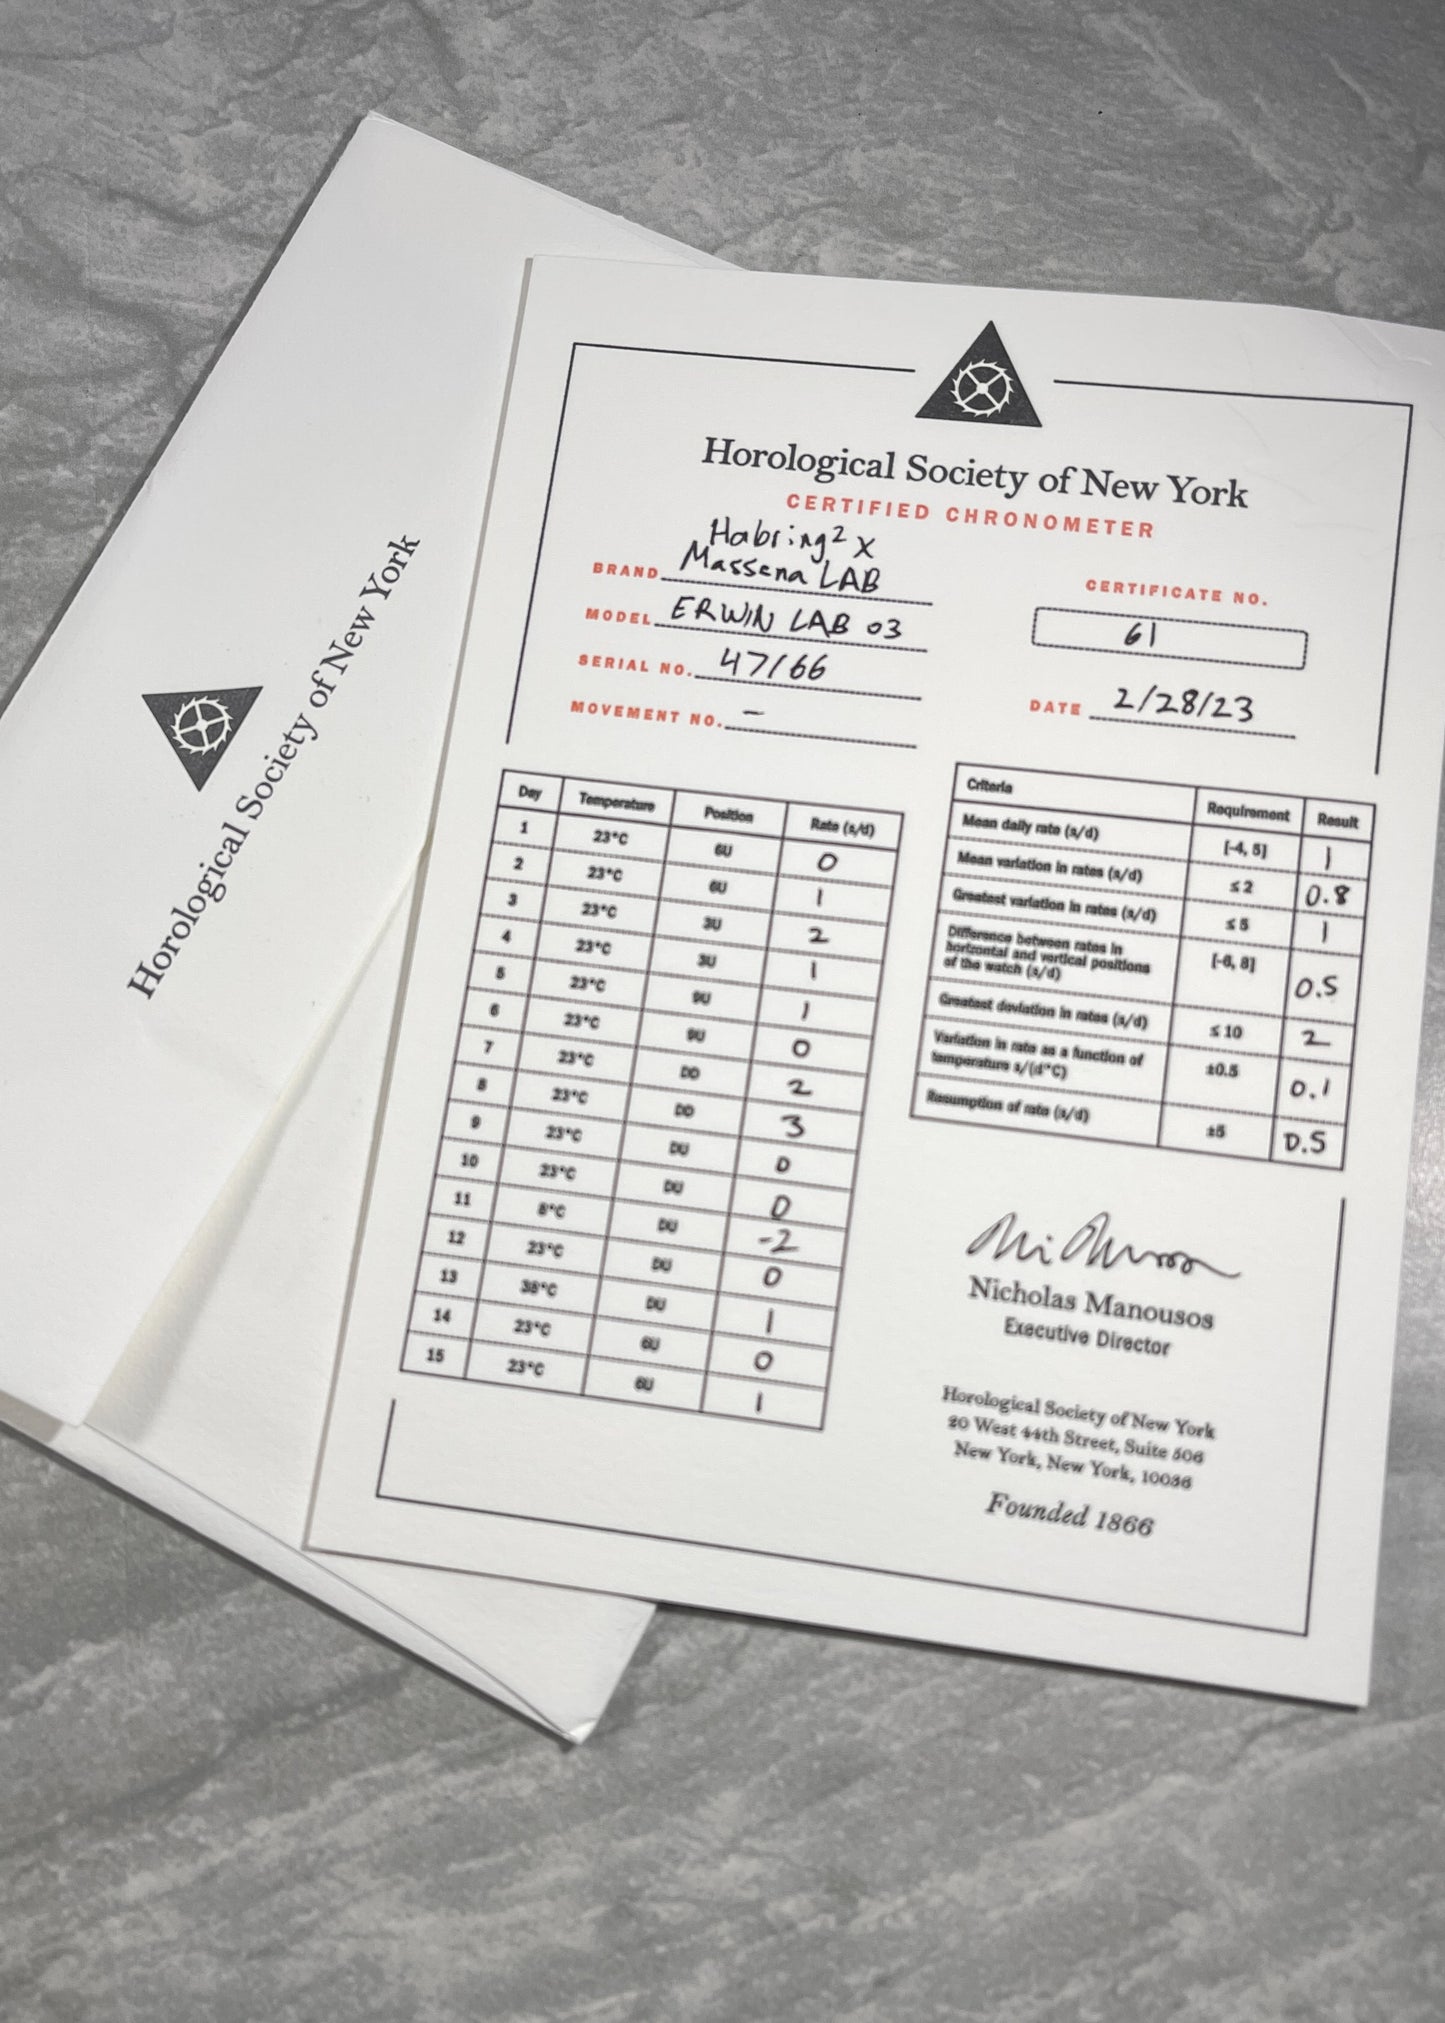 Horological Society of New York
Horological Society of New York
CERTIFIED CHRONOMETER
BRAND Habring² x
Massena LAB
MODEL ERWIN LAB 03
SERIAL NO. 47/66
MOVEMENT NO. –
CERTIFICATE NO.
61
DATE 2/28/23
Day Temperature Position Rate (s/d)
1 23°C 6U 0
2 23°C 6U 1
3 23°C 3U 2
4 23°C 3U 1
5 23°C 9U 1
6 23°C 9U 0
7 23°C DD 2
8 23°C DD 3
9 23°C DU 0
10 23°C DU 0
11 8°C DU -2
12 23°C DU 0
13 38°C DU 1
14 23°C 6U 0
15 23°C 6U 1
Criteria Requirement Result
Mean daily rate (s/d) [-4, 5] 1
Mean variation in rates (s/d) ≤ 2 0.8
Greatest variation in rates (s/d) ≤ 5 1
Difference between rates in
horizontal and vertical positions
of the watch (s/d) [-6, 8] 0.5
Greatest deviation in rates (s/d) ≤ 10 2
Variation in rate as a function of
temperature s/(d°C) ±0.5 0.1
Resumption of rate (s/d) ±5 0.5
Nicholas Manousos
Executive Director
Horological Society of New York
20 West 44th Street, Suite 506
New York, New York, 10036
Founded 1866